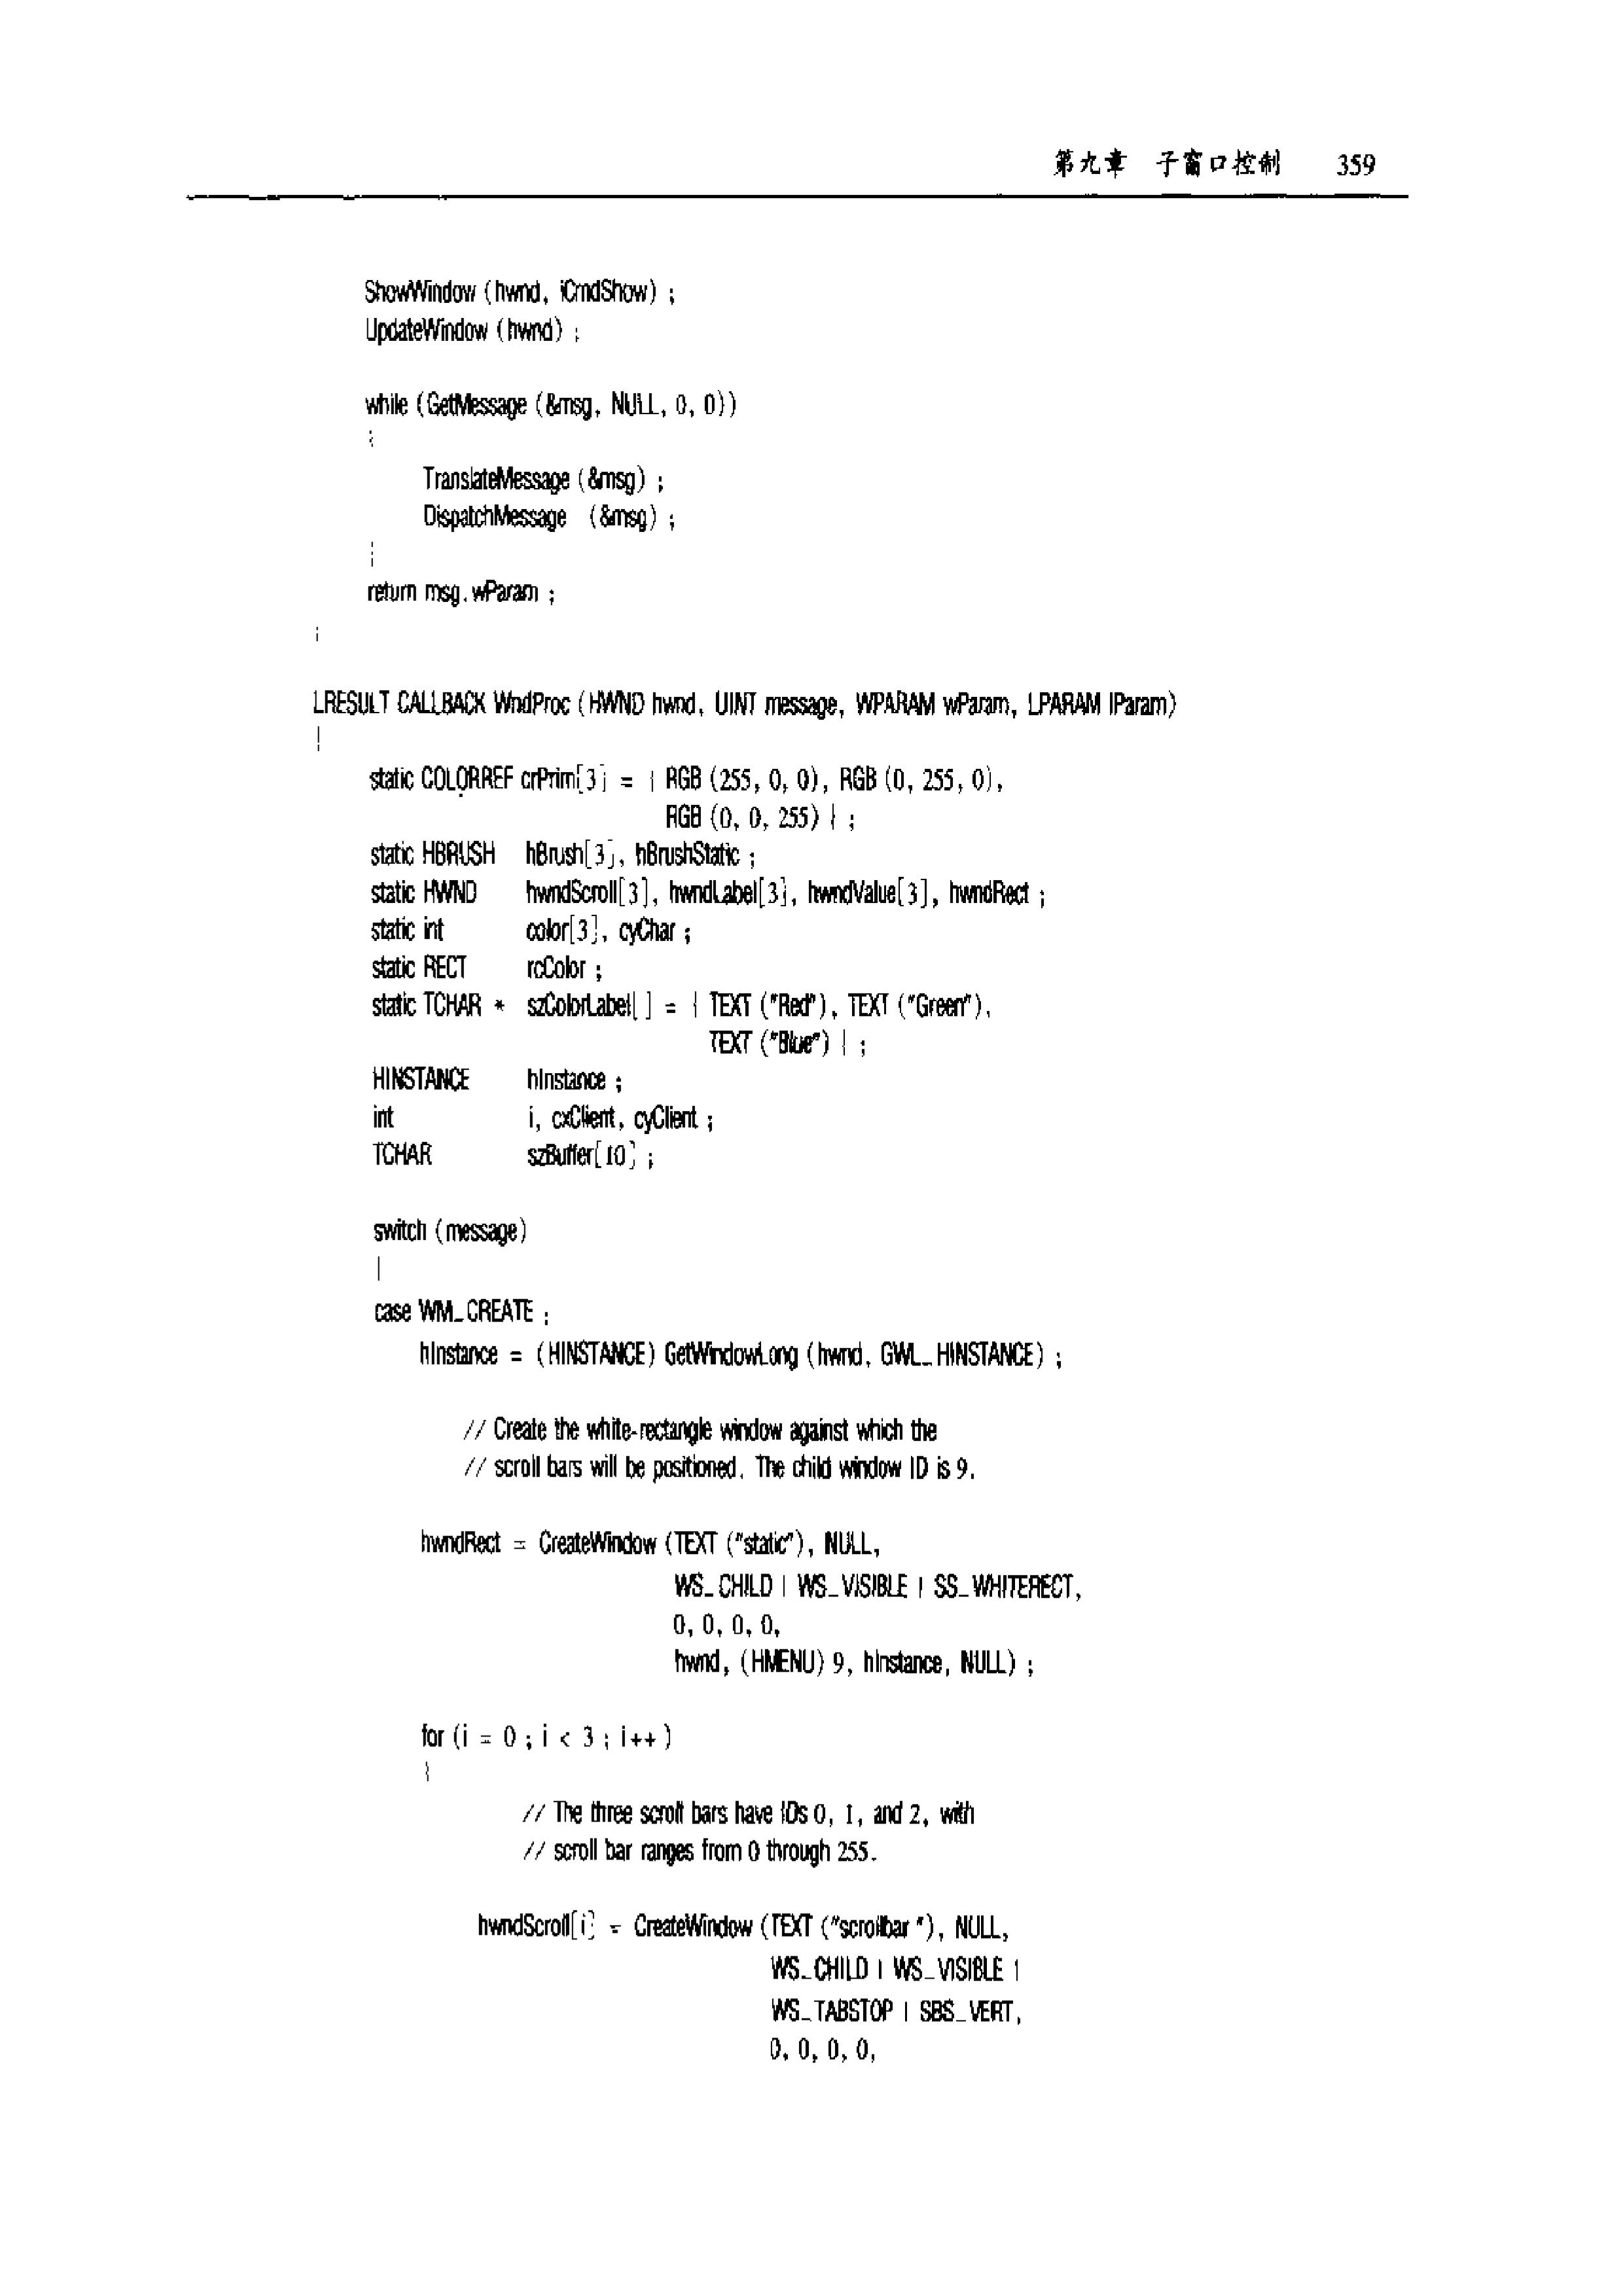 第九章 子窗口控制 359
ShowWindow (hwnd, iCmdShow) ;
UpdateWindow (hwnd) ;
while (GetMessage (&msg, NULL, 0, 0))
{
TranslateMessage (&msg) ;
DispatchMessage (&msg) ;
}
return msg.wParam ;
}
LRESULT CALLBACK WndProc (HWND hwnd, UINT message, WPARAM wParam, LPARAM lParam)
{
static COLORREF crPrim[3] = { RGB (255, 0, 0), RGB (0, 255, 0),
RGB (0, 0, 255) } ;
static HBRUSH hBrush[3], hBrushStatic ;
static HWND hwndScroll[3], hwndLabel[3], hwndValue[3], hwndRect ;
static int color[3], cyChar ;
static RECT rcColor ;
static TCHAR * szColorLabel[ ] = { TEXT ("Red"), TEXT ("Green"),
TEXT ("Blue") } ;
HINSTANCE hInstance ;
int i, cxClient, cyClient ;
TCHAR szBuffer[10] ;
switch (message)
{
case WM_CREATE :
hInstance = (HINSTANCE) GetWindowLong (hwnd, GWL_HINSTANCE) ;
// Create the white-rectangle window against which the
// scroll bars will be positioned. The child window ID is 9.
hwndRect = CreateWindow (TEXT ("static"), NULL,
WS_CHILD | WS_VISIBLE | SS_WHITERECT,
0, 0, 0, 0,
hwnd, (HMENU) 9, hInstance, NULL) ;
for (i = 0 ; i < 3 ; i++ )
{
// The three scroll bars have IDs 0, 1, and 2, with
// scroll bar ranges from 0 through 255.
hwndScroll[i] = CreateWindow (TEXT ("scrollbar "), NULL,
WS_CHILD | WS_VISIBLE |
WS_TABSTOP | SBS_VERT,
0, 0, 0, 0,